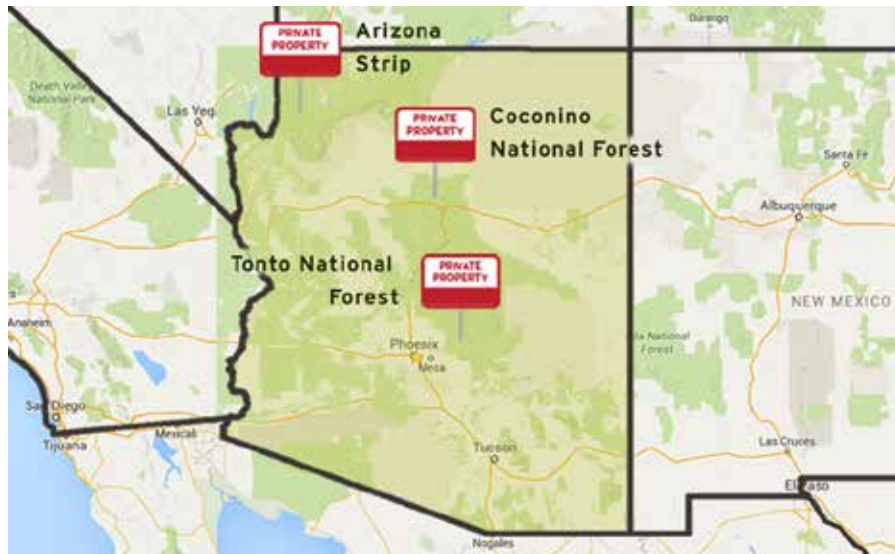 PRIVATE
PROPERTY
Arizona
Strip
Durango
Death Valley
National Park
Las Veg
PRIVATE
PROPERTY
Coconino
National Forest
Santa Fe
Albuquerque
Tonto National
Forest
PRIVATE
PROPERTY
NEW MEXICO
Anaheim
Phoenix
Mesa
National
Forest
San Diego
Tijuana
Mexicali
Tucson
Las Cruces
El Paso
Nogales